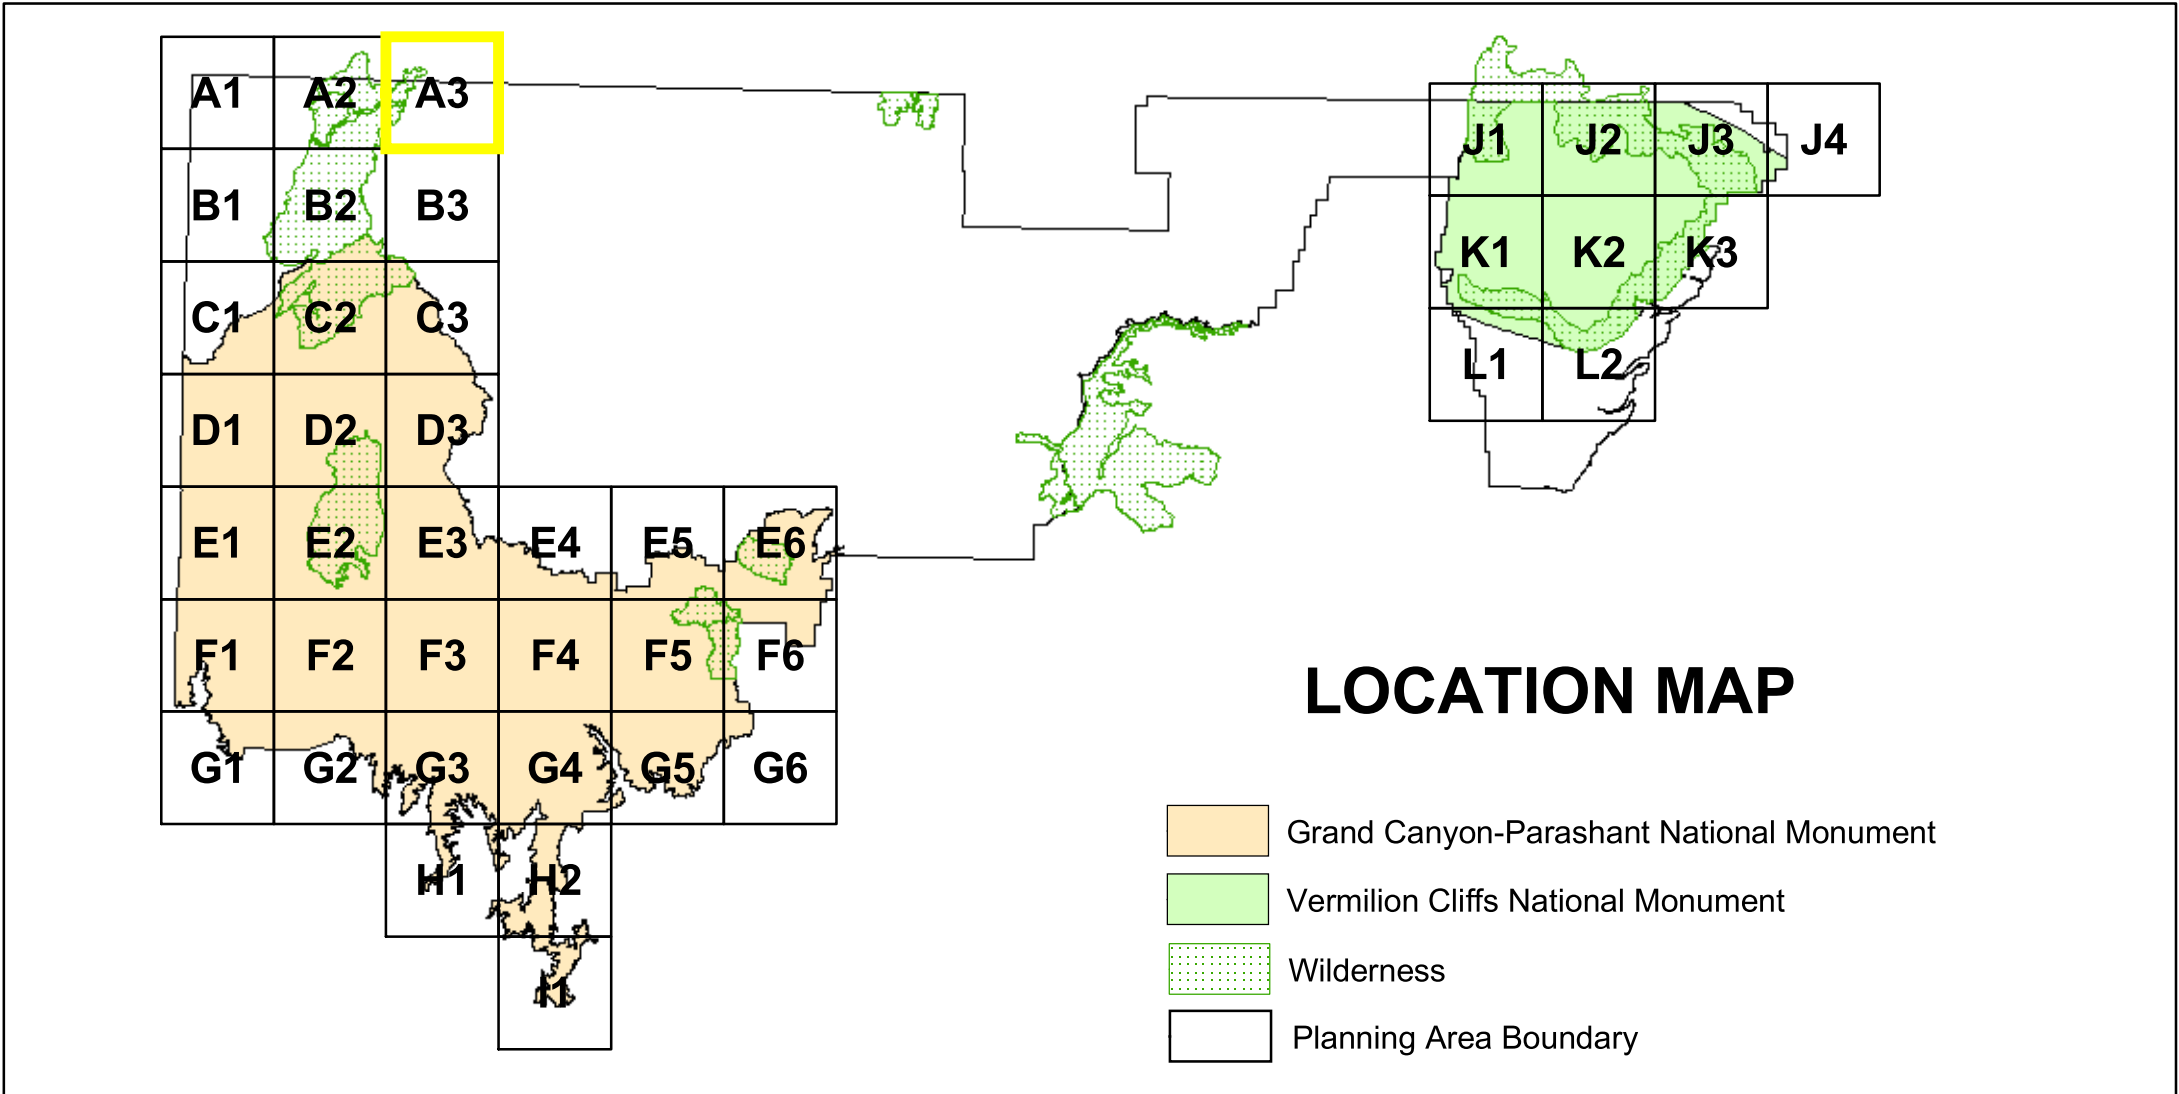 A1 A2 A3
J1 J2 J3 J4
B1 B2 B3
K1 K2 K3
C1 C2 C3
L1 L2
D1 D2 D3
E1 E2 E3 E4 E5 E6
F1 F2 F3 F4 F5 F6
LOCATION MAP
G1 G2 G3 G4 G5 G6
Grand Canyon-Parashant National Monument
H1 H2
Vermilion Cliffs National Monument
Wilderness
I1
Planning Area Boundary